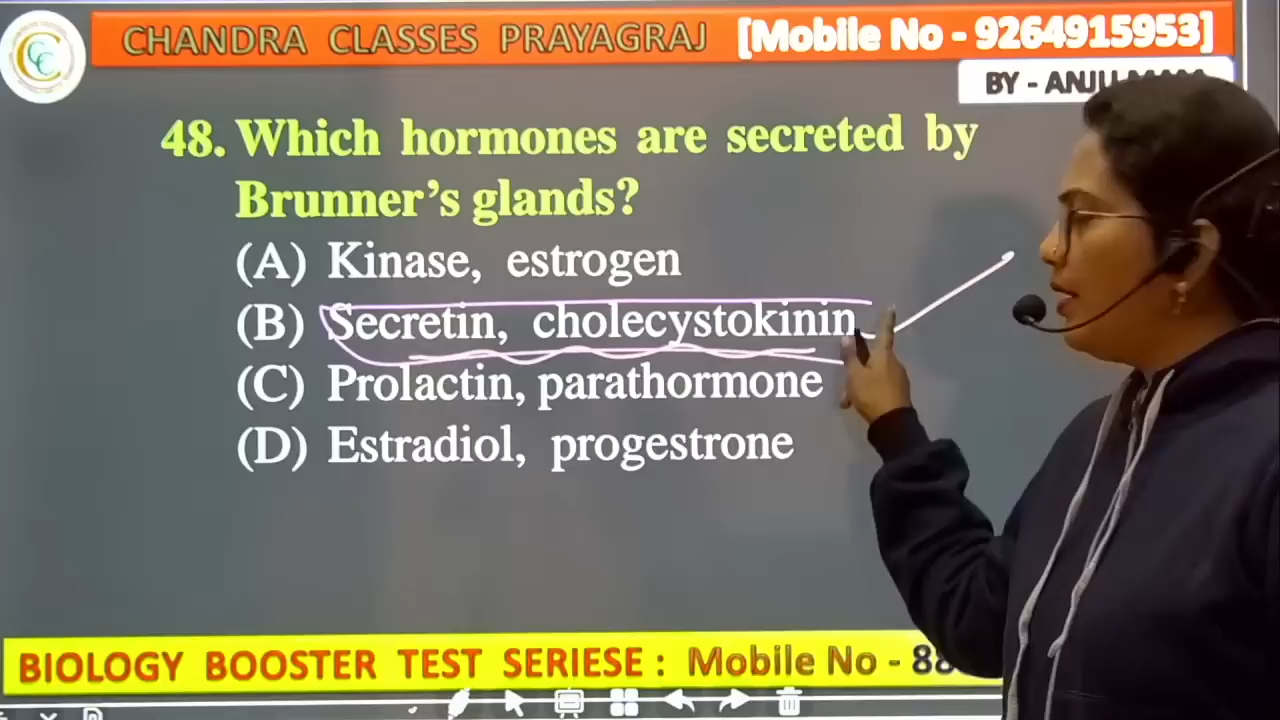 CHANDRA CLASSES PRAYAGRAJ [Mobile No - 9264915953]
BY - ANJU
48. Which hormones are secreted by
Brunner's glands?
(A) Kinase, estrogen
(B) Secretin, cholecystokinin
(C) Prolactin, parathormone
(D) Estradiol, progestrone
BIOLOGY BOOSTER TEST SERIESE : Mobile No - 88